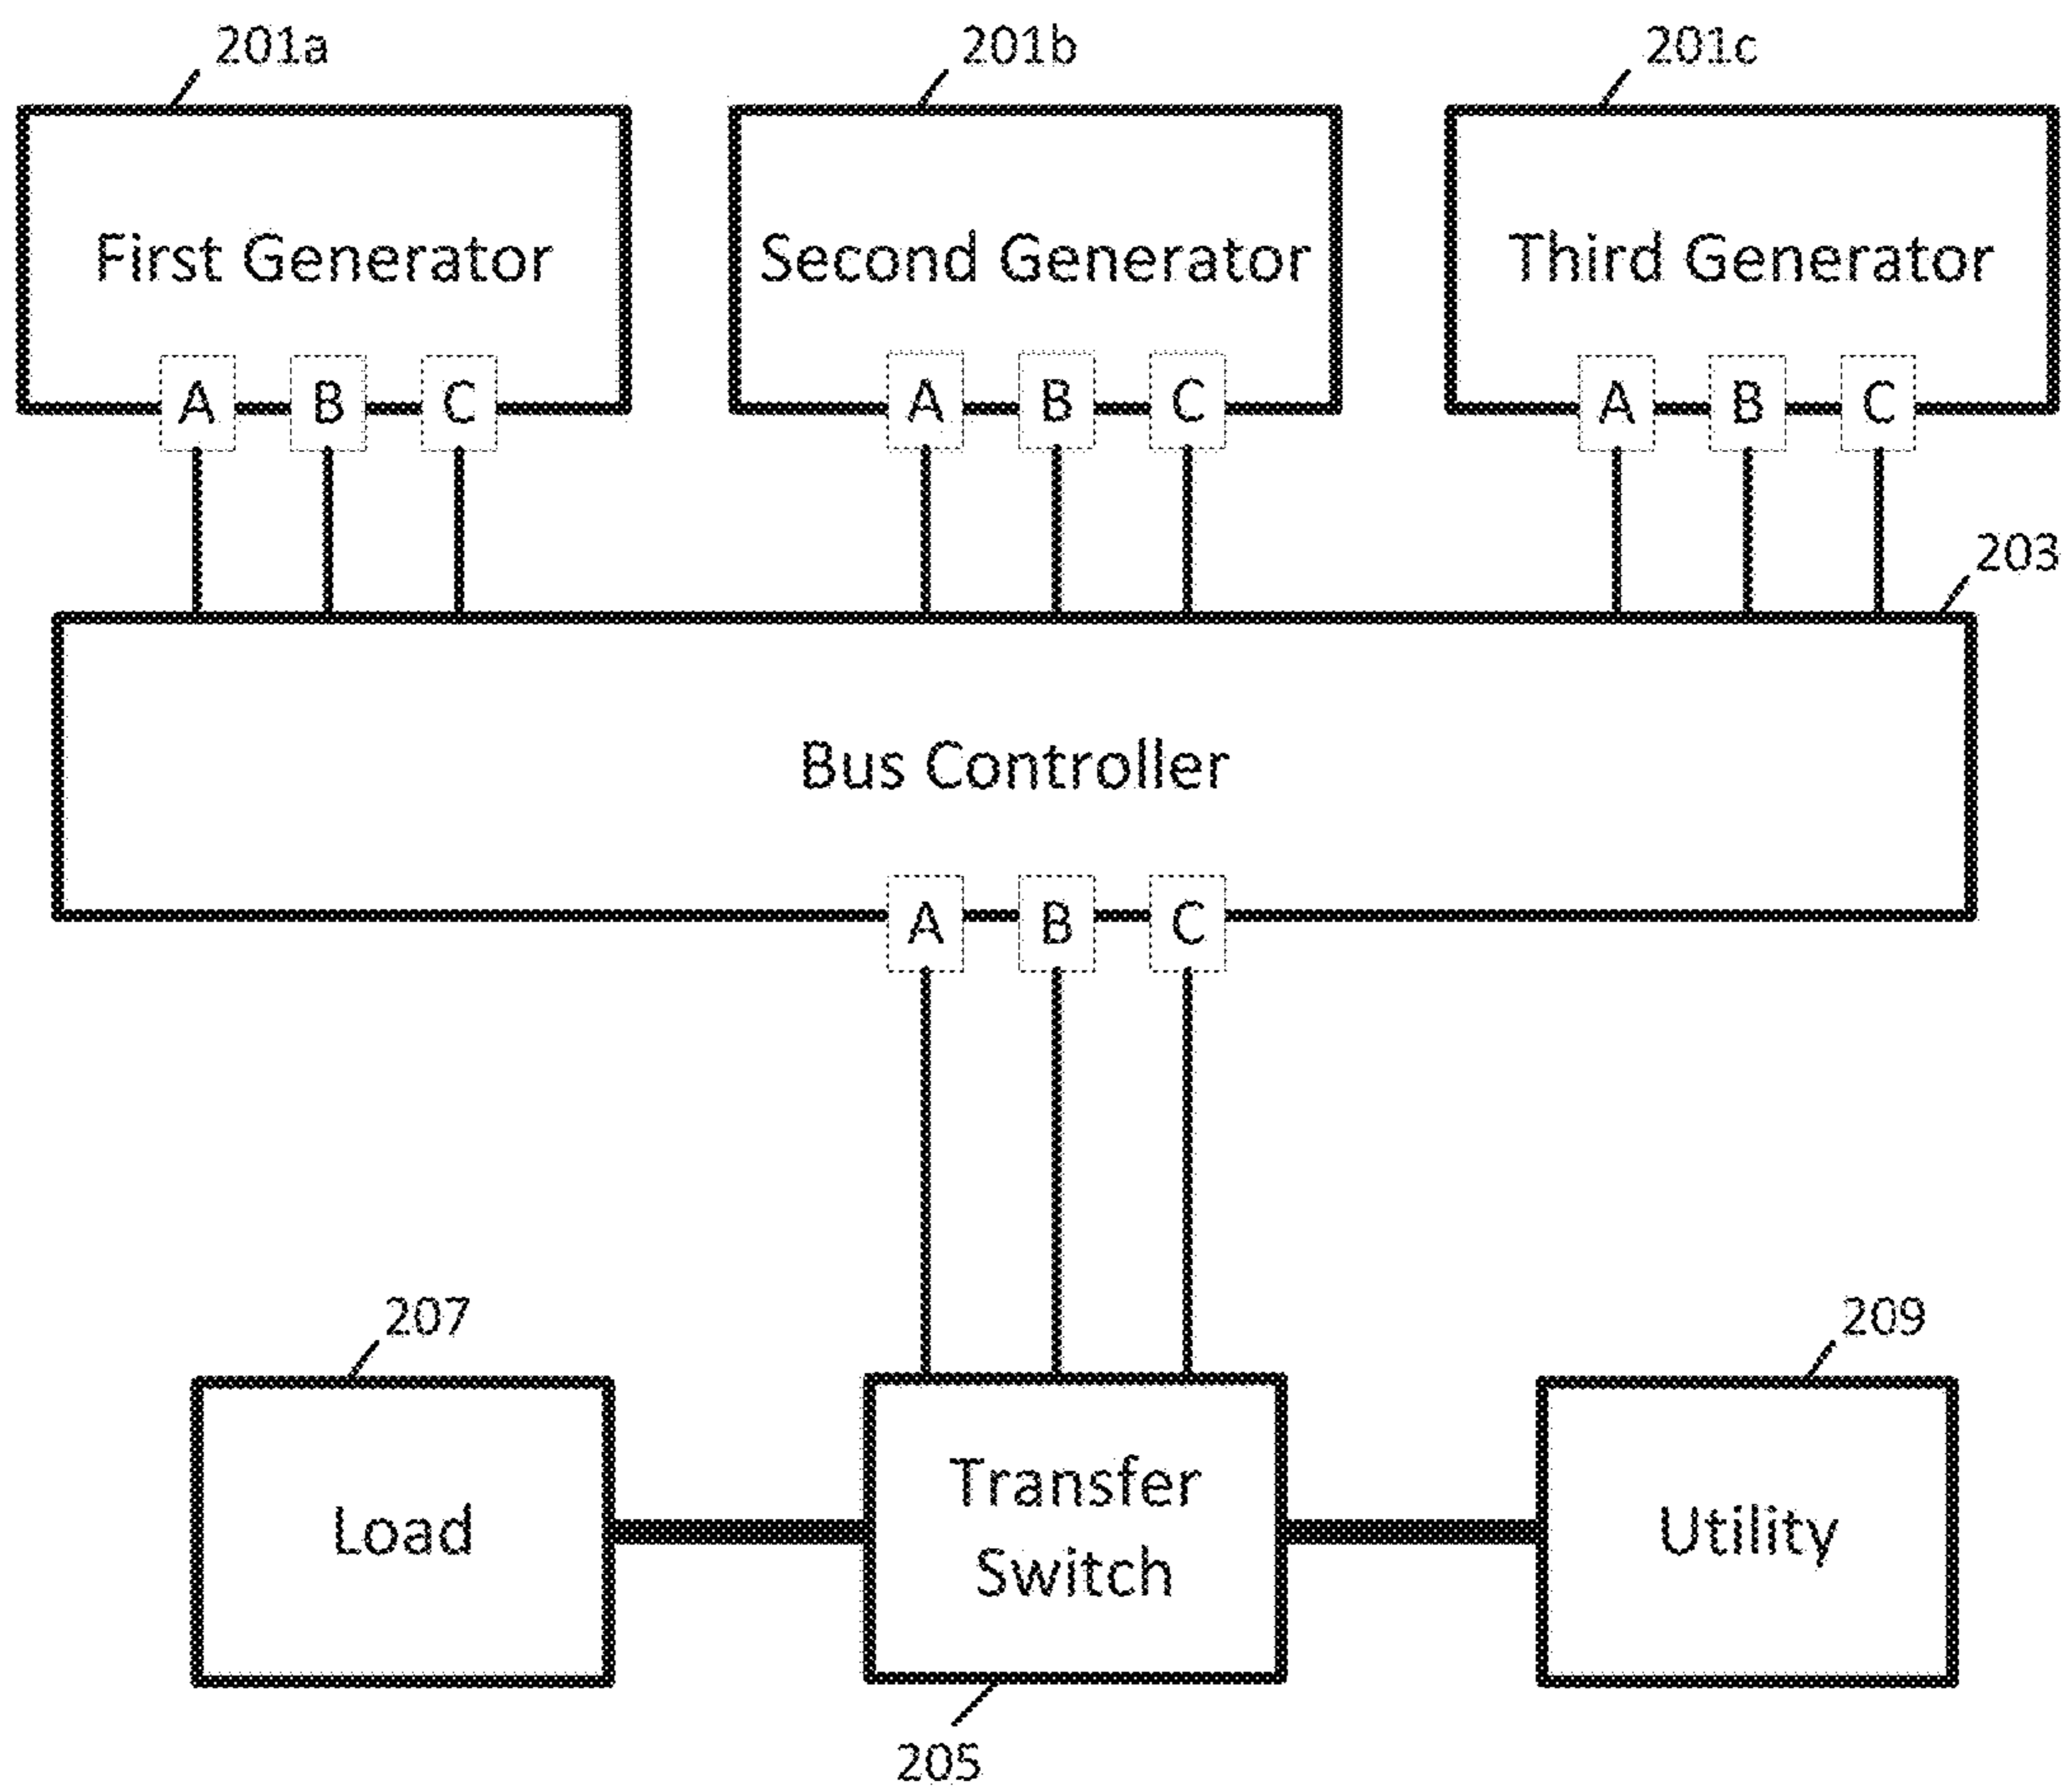 201a
201b
201c
First Generator
Second Generator
Third Generator
A B C
A B C
A B C
203
Bus Controller
A B C
207
209
Load
Transfer
Switch
Utility
205